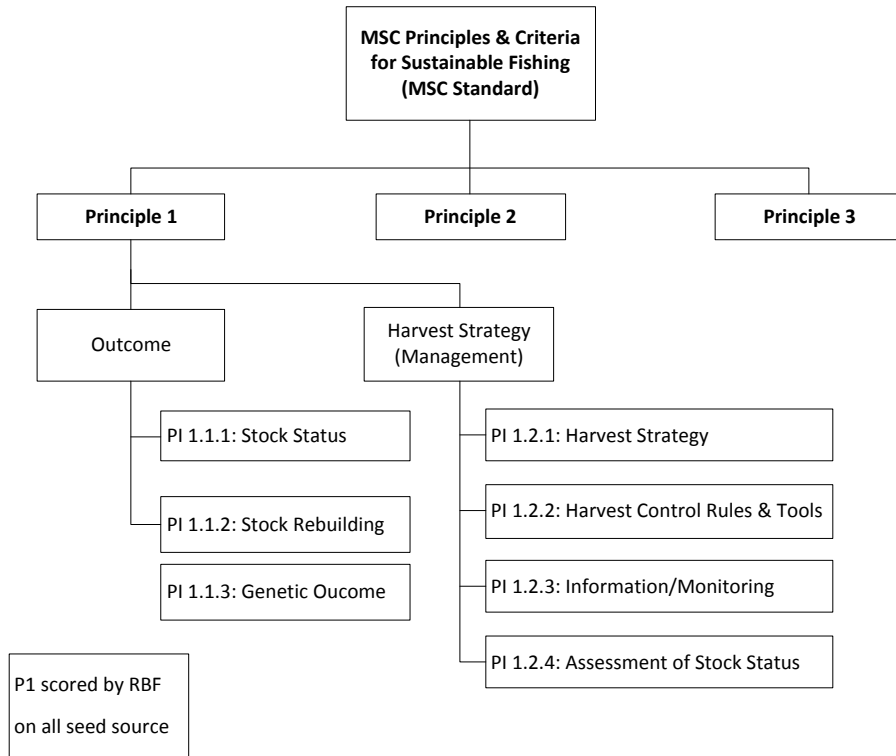 MSC Principles & Criteria
for Sustainable Fishing
(MSC Standard)
Principle 1
Principle 2
Principle 3
Outcome
Harvest Strategy
(Management)
PI 1.1.1: Stock Status
PI 1.1.2: Stock Rebuilding
PI 1.1.3: Genetic Oucome
PI 1.2.1: Harvest Strategy
PI 1.2.2: Harvest Control Rules & Tools
PI 1.2.3: Information/Monitoring
PI 1.2.4: Assessment of Stock Status
P1 scored by RBF
on all seed source